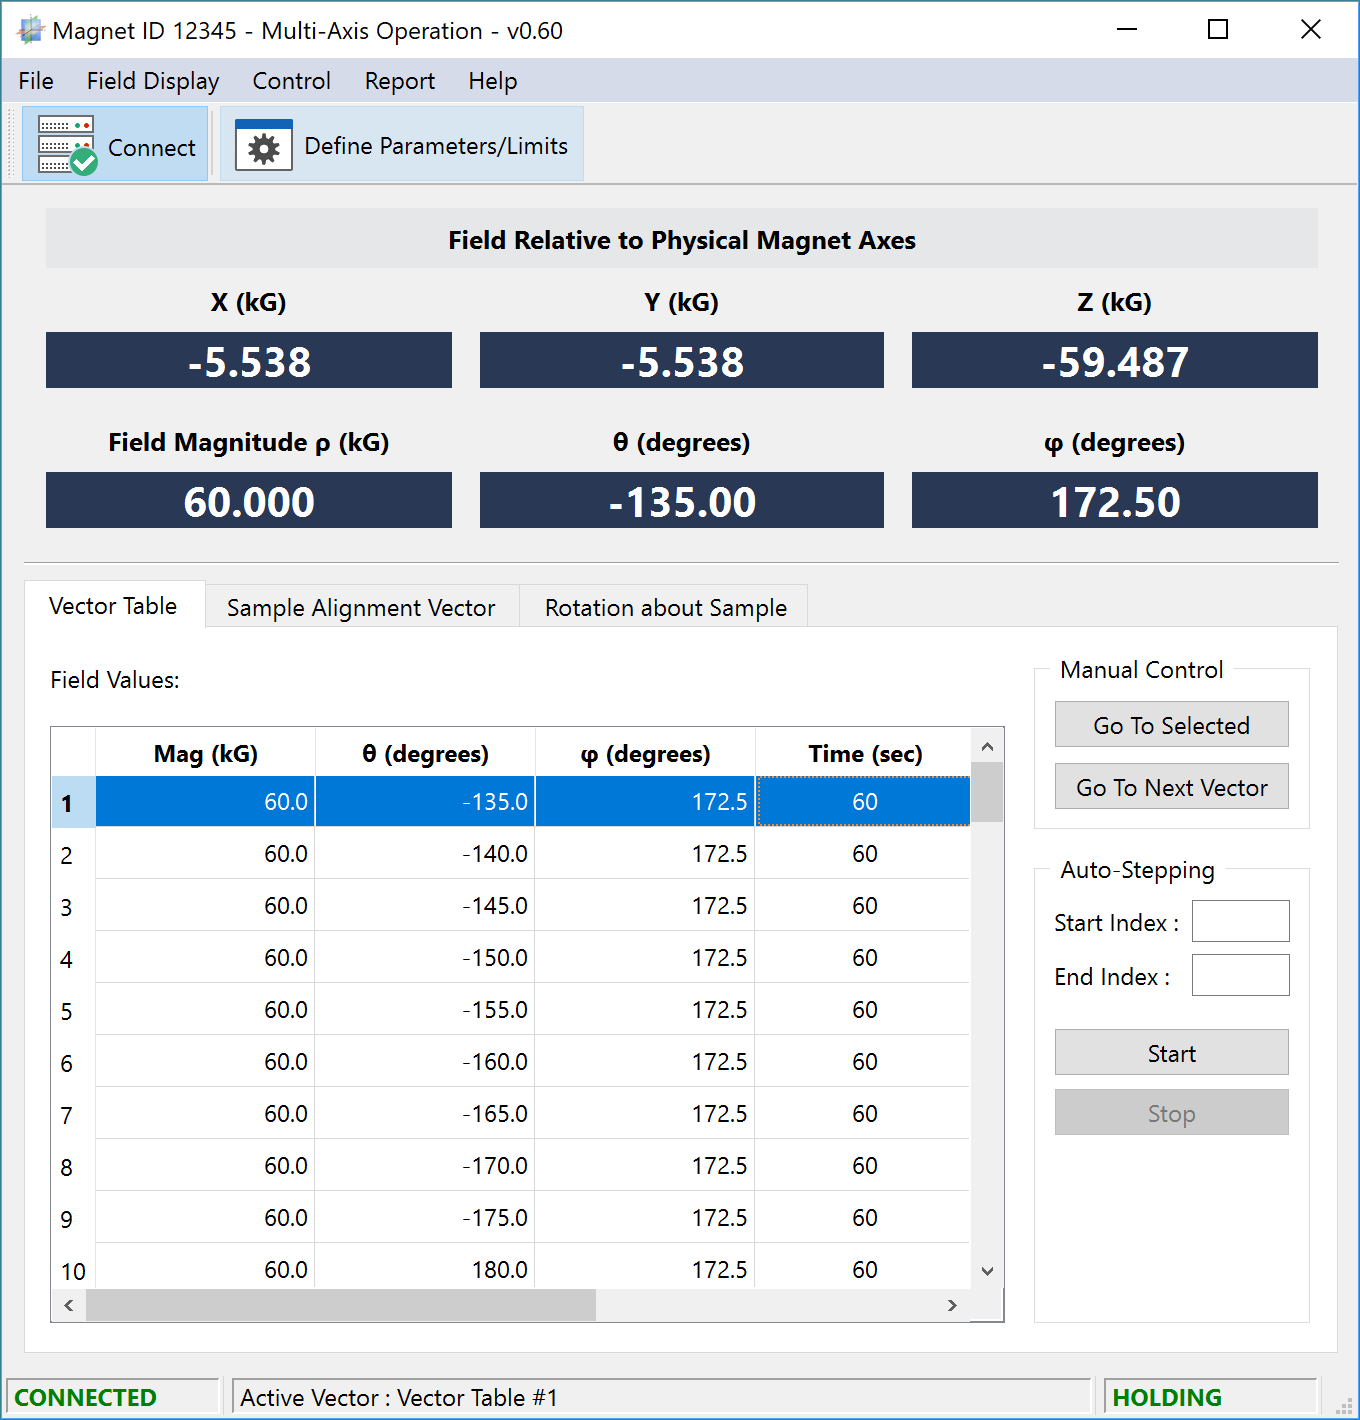 Magnet ID 12345 - Multi-Axis Operation - v0.60
File Field Display Control Report Help
Connect Define Parameters/Limits
Field Relative to Physical Magnet Axes
X (kG) Y (kG) Z (kG)
-5.538 -5.538 -59.487
Field Magnitude ρ (kG) θ (degrees) φ (degrees)
60.000 -135.00 172.50
Vector Table Sample Alignment Vector Rotation about Sample
Field Values:
Mag (kG) θ (degrees) φ (degrees) Time (sec)
1 60.0 -135.0 172.5 60
2 60.0 -140.0 172.5 60
3 60.0 -145.0 172.5 60
4 60.0 -150.0 172.5 60
5 60.0 -155.0 172.5 60
6 60.0 -160.0 172.5 60
7 60.0 -165.0 172.5 60
8 60.0 -170.0 172.5 60
9 60.0 -175.0 172.5 60
10 60.0 180.0 172.5 60
Manual Control
Go To Selected
Go To Next Vector
Auto-Stepping
Start Index :
End Index :
Start
Stop
CONNECTED Active Vector : Vector Table #1 HOLDING